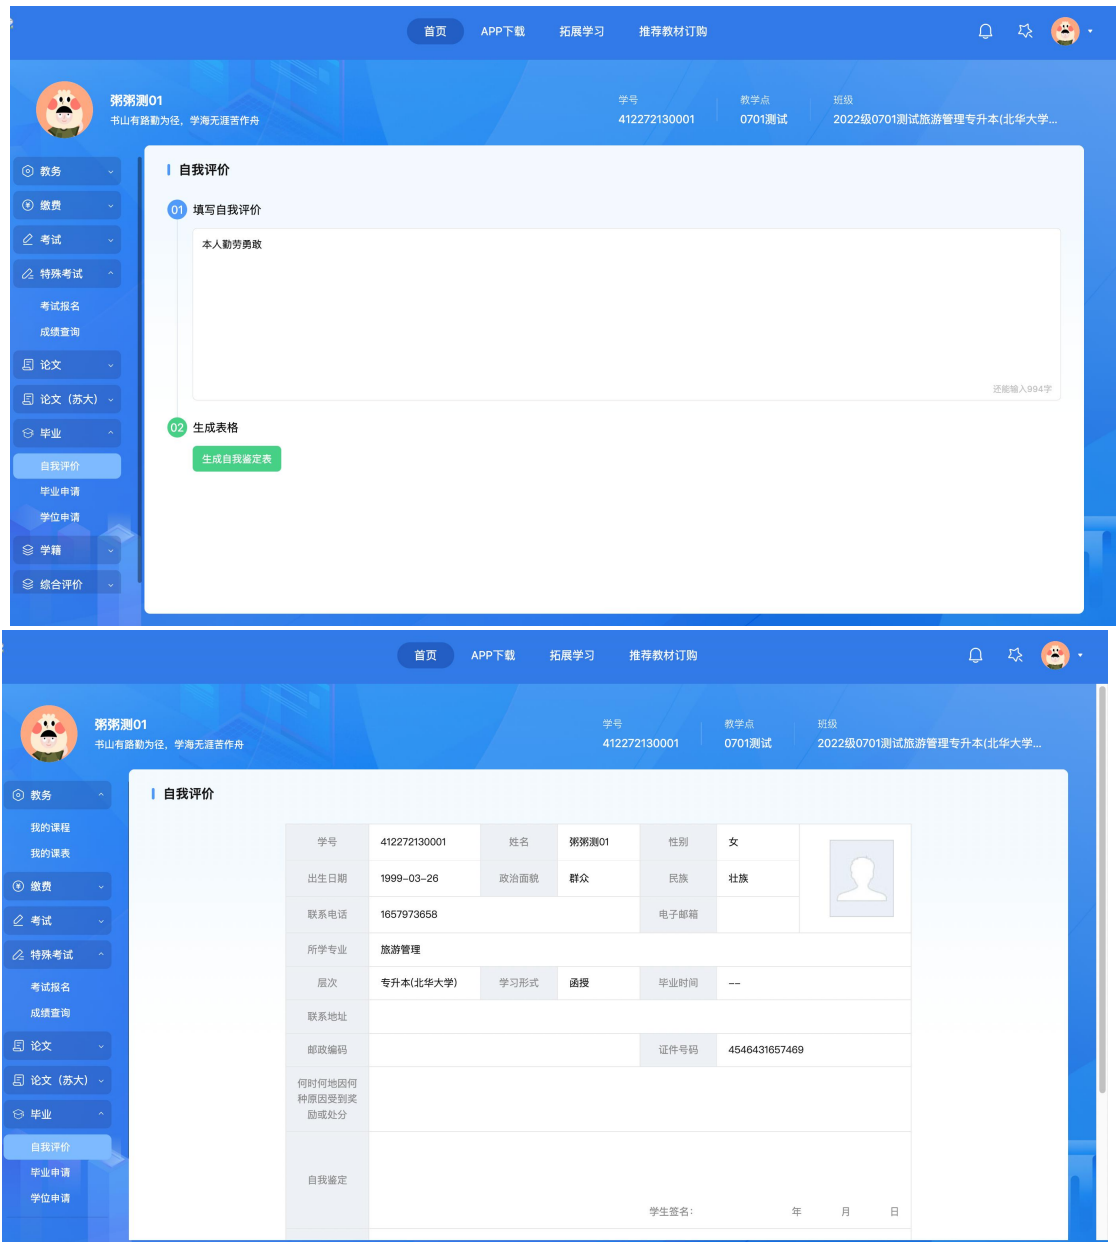 首页 APP下载 拓展学习 推荐教材订购
粥粥测01
书山有路勤为径，学海无涯苦作舟
学号 教学点 班级
412272130001 0701测试 2022级0701测试旅游管理专升本(北华大学...
教务
缴费
考试
特殊考试
考试报名
成绩查询
论文
论文（苏大）
毕业
自我评价
毕业申请
学位申请
学籍
综合评价
自我评价
01 填写自我评价
本人勤劳勇敢
还能输入994字
02 生成表格
生成自我鉴定表
首页 APP下载 拓展学习 推荐教材订购
粥粥测01
书山有路勤为径，学海无涯苦作舟
学号 教学点 班级
412272130001 0701测试 2022级0701测试旅游管理专升本(北华大学...
教务
我的课程
我的课表
缴费
考试
特殊考试
考试报名
成绩查询
论文
论文（苏大）
毕业
自我评价
毕业申请
学位申请
自我评价
学号 412272130001 姓名 粥粥测01 性别 女
出生日期 1999-03-26 政治面貌 群众 民族 壮族
联系电话 1657973658 电子邮箱
所学专业 旅游管理
层次 专升本(北华大学) 学习形式 函授 毕业时间 --
联系地址
邮政编码 证件号码 4546431657469
何时何地因何
种原因受到奖
励或处分
自我鉴定
学生签名： 年 月 日